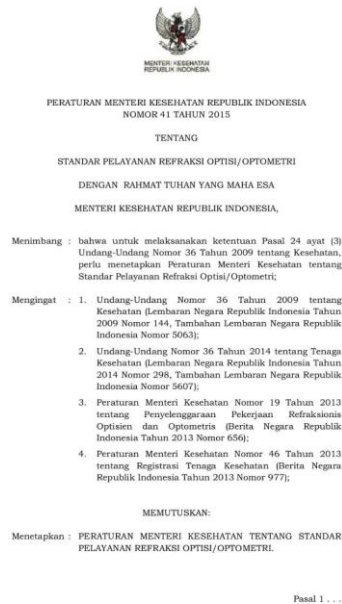 MENTERI KESEHATAN
REPUBLIK INDONESIA
PERATURAN MENTERI KESEHATAN REPUBLIK INDONESIA
NOMOR 41 TAHUN 2015
TENTANG
STANDAR PELAYANAN REFRAKSI OPTISI/OPTOMETRI
DENGAN RAHMAT TUHAN YANG MAHA ESA
MENTERI KESEHATAN REPUBLIK INDONESIA,
Menimbang : bahwa untuk melaksanakan ketentuan Pasal 24 ayat (3)
Undang-Undang Nomor 36 Tahun 2009 tentang Kesehatan,
perlu menetapkan Peraturan Menteri Kesehatan tentang
Standar Pelayanan Refraksi Optisi/Optometri;
Mengingat : 1. Undang-Undang Nomor 36 Tahun 2009 tentang
Kesehatan (Lembaran Negara Republik Indonesia Tahun
2009 Nomor 144, Tambahan Lembaran Negara Republik
Indonesia Nomor 5063);
2. Undang-Undang Nomor 36 Tahun 2014 tentang Tenaga
Kesehatan (Lembaran Negara Republik Indonesia Tahun
2014 Nomor 298, Tambahan Lembaran Negara Republik
Indonesia Nomor 5607);
3. Peraturan Menteri Kesehatan Nomor 19 Tahun 2013
tentang Penyelenggaraan Pekerjaan Refraksionis
Optisien dan Optometris (Berita Negara Republik
Indonesia Tahun 2013 Nomor 656);
4. Peraturan Menteri Kesehatan Nomor 46 Tahun 2013
tentang Registrasi Tenaga Kesehatan (Berita Negara
Republik Indonesia Tahun 2013 Nomor 977);
MEMUTUSKAN:
Menetapkan : PERATURAN MENTERI KESEHATAN TENTANG STANDAR
PELAYANAN REFRAKSI OPTISI/OPTOMETRI.
Pasal 1 . . .